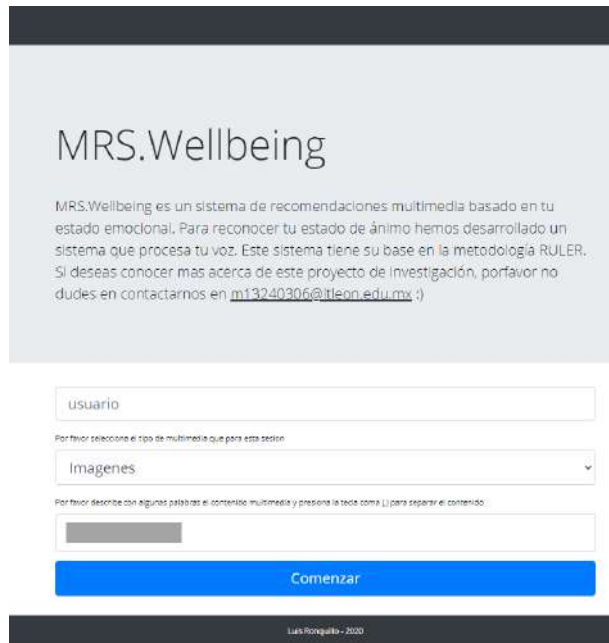 MRS.Wellbeing
MRS.Wellbeing es un sistema de recomendaciones multimedia basado en tu
estado emocional. Para reconocer tu estado de ánimo hemos desarrollado un
sistema que procesa tu voz. Este sistema tiene su base en la metodología RULER.
Si deseas conocer mas acerca de este proyecto de investigación, porfavor no
dudes en contactarnos en m13240306@itleon.edu.mx :)
usuario
Por favor selecciona el tipo de multimedia que para esta sesion
Imagenes
Por favor describe con algunas palabras el contenido multimedia y presiona la tecla coma (,) para separar el contenido
Comenzar
Luis Ronquillo - 2020